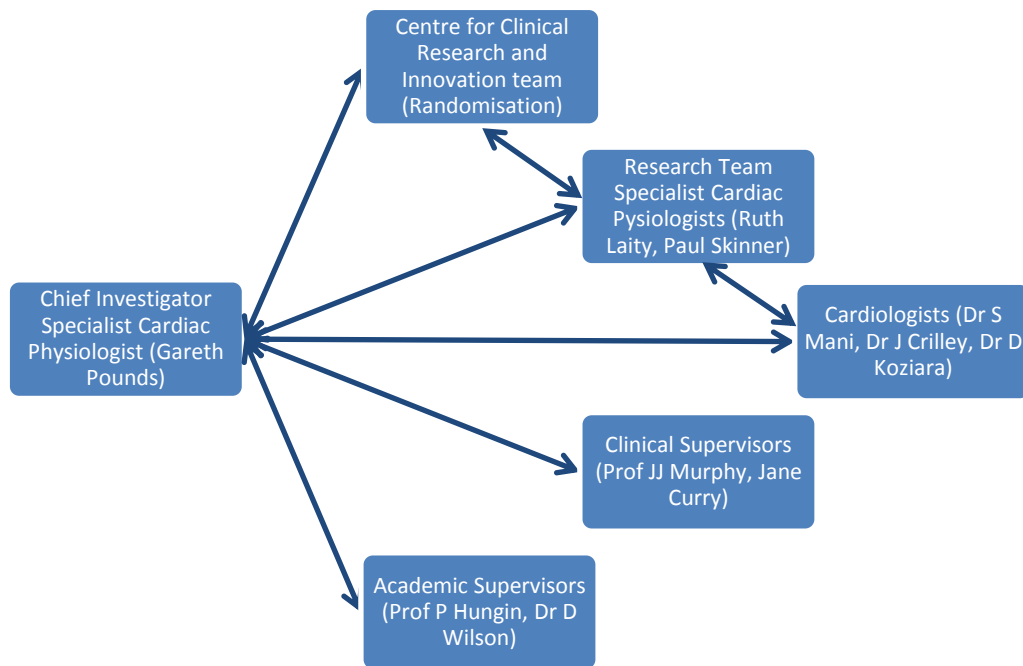 Centre for Clinical
Research and
Innovation team
(Randomisation)
Research Team
Specialist Cardiac
Pysiologists (Ruth
Laity, Paul Skinner)
Chief Investigator
Specialist Cardiac
Physiologist (Gareth
Pounds)
Cardiologists (Dr S
Mani, Dr J Crilley, Dr D
Koziara)
Clinical Supervisors
(Prof JJ Murphy, Jane
Curry)
Academic Supervisors
(Prof P Hungin, Dr D
Wilson)